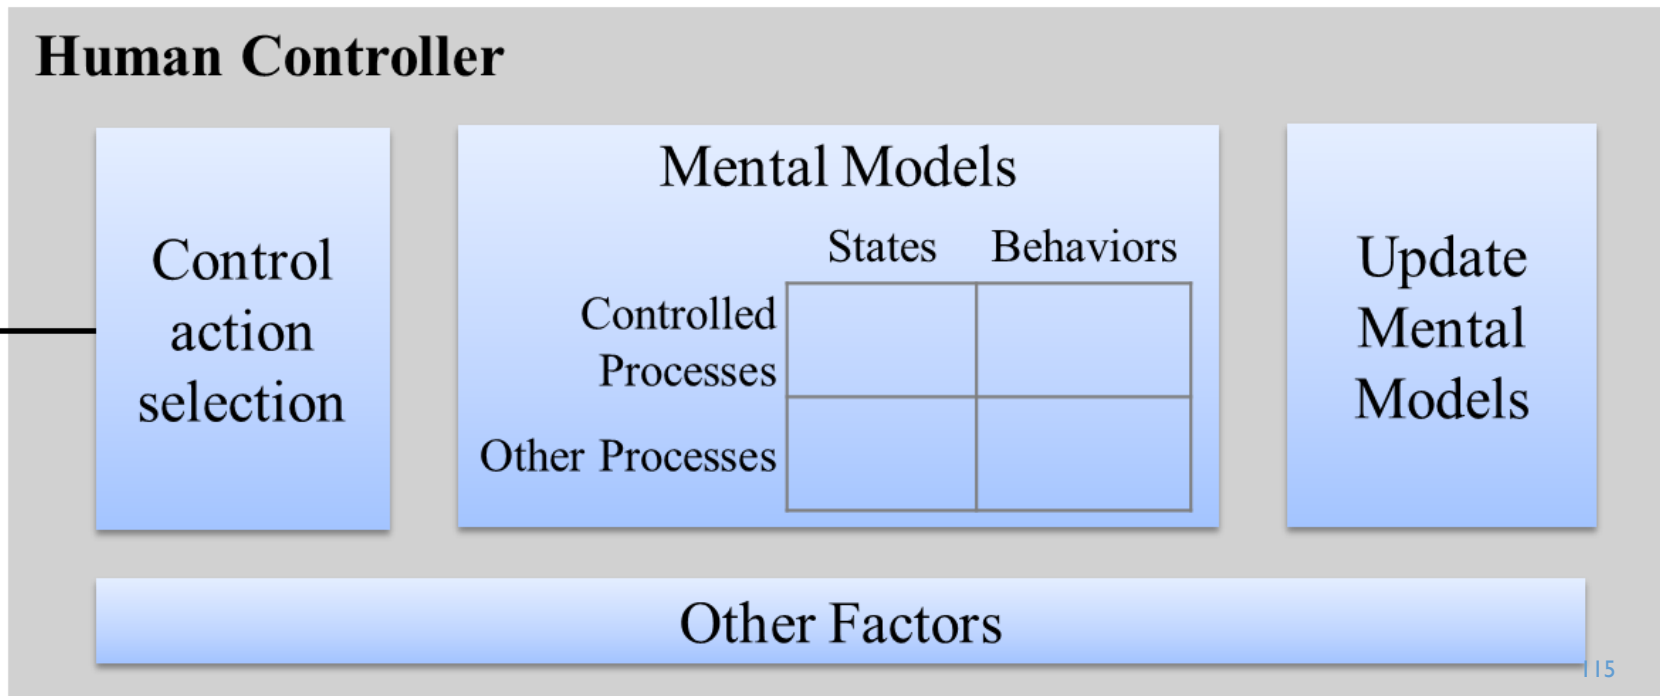 Human Controller
Control
action
selection
Mental Models
States Behaviors
Controlled
Processes
Other Processes
Update
Mental
Models
Other Factors
115